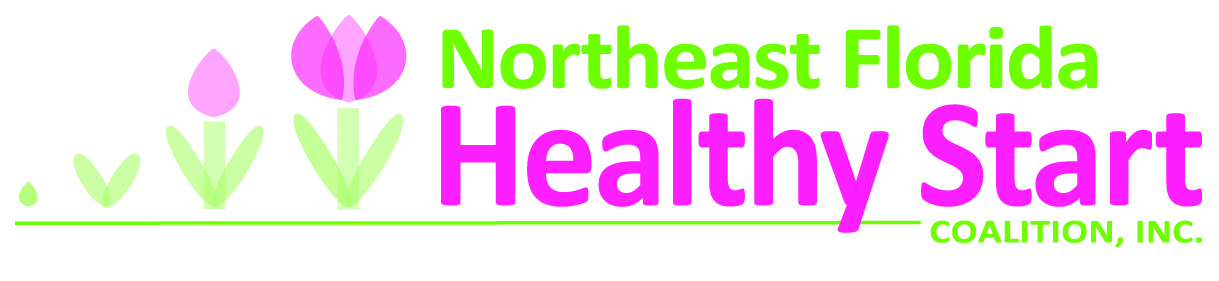 Northeast Florida
Healthy Start
COALITION, INC.